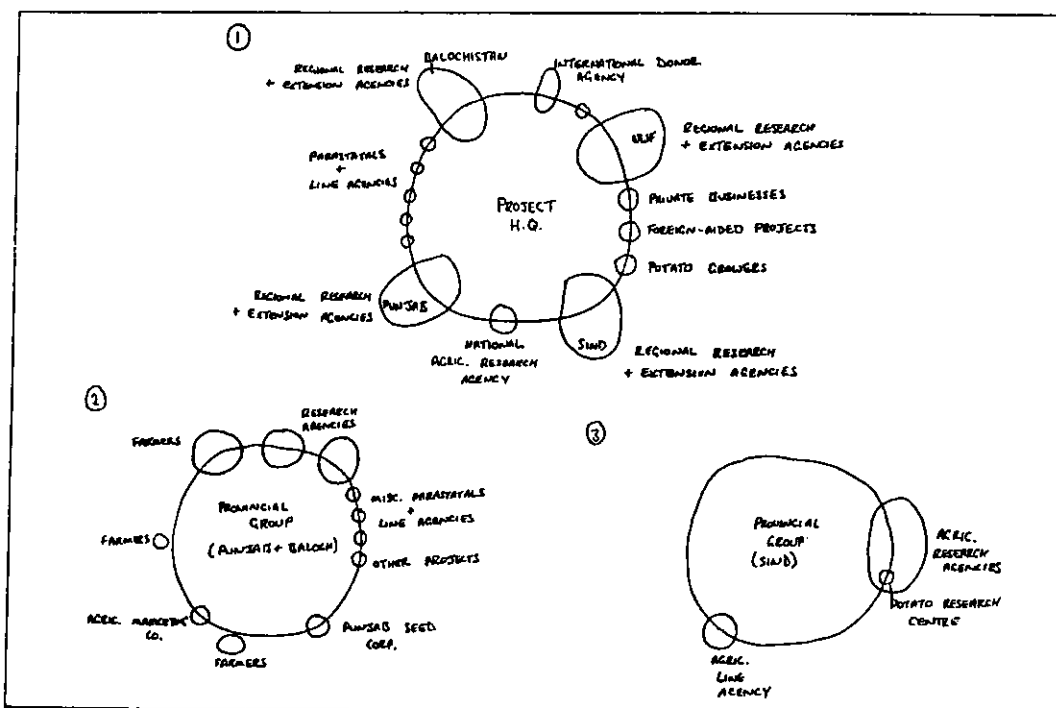 ①
BALOCHISTAN
REGIONAL RESEARCH
+ EXTENSION AGENCIES
INTERNATIONAL DONOR
AGENCY
REGIONAL RESEARCH
+ EXTENSION AGENCIES
PARASTATALS
+
LINE AGENCIES
PROJECT
H.Q.
PRIVATE BUSINESSES
FOREIGN-AIDED PROJECTS
POTATO GROWERS
REGIONAL RESEARCH
+ EXTENSION AGENCIES
PUNJAB
NATIONAL
AGRIC. RESEARCH
AGENCY
SIND
REGIONAL RESEARCH
+ EXTENSION AGENCIES
②
FARMERS
RESEARCH
AGENCIES
PROVINCIAL
GROUP
(PUNJAB + BALOCH)
MISC. PARASTATALS
+
LINE AGENCIES
FARMERS
OTHER PROJECTS
AGRIC. MARKETING
CO.
FARMERS
PUNJAB SEED
CORP.
③
PROVINCIAL
GROUP
(SIND)
AGRIC.
RESEARCH
AGENCIES
POTATO RESEARCH
CENTRE
AGRIC.
LINE
AGENCY